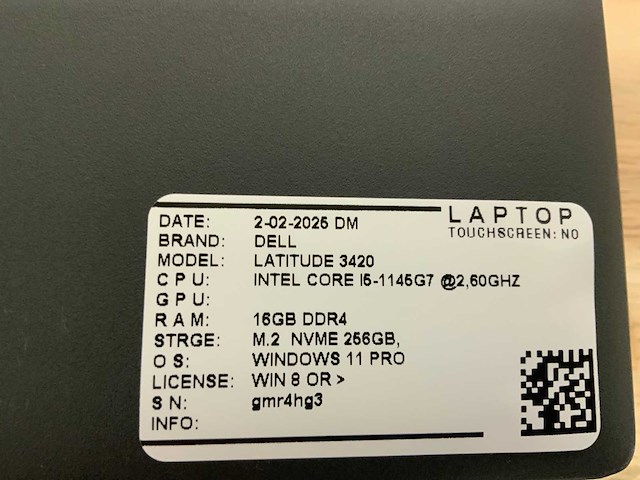 LAPTOP
TOUCHSCREEN: NO
DATE: 2-02-2025 DM
BRAND: DELL
MODEL: LATITUDE 3420
CPU: INTEL CORE I5-1145G7 @2,60GHZ
GPU:
RAM: 16GB DDR4
STRGE: M.2 NVME 256GB,
OS: WINDOWS 11 PRO
LICENSE: WIN 8 OR >
SN: gmr4hg3
INFO: